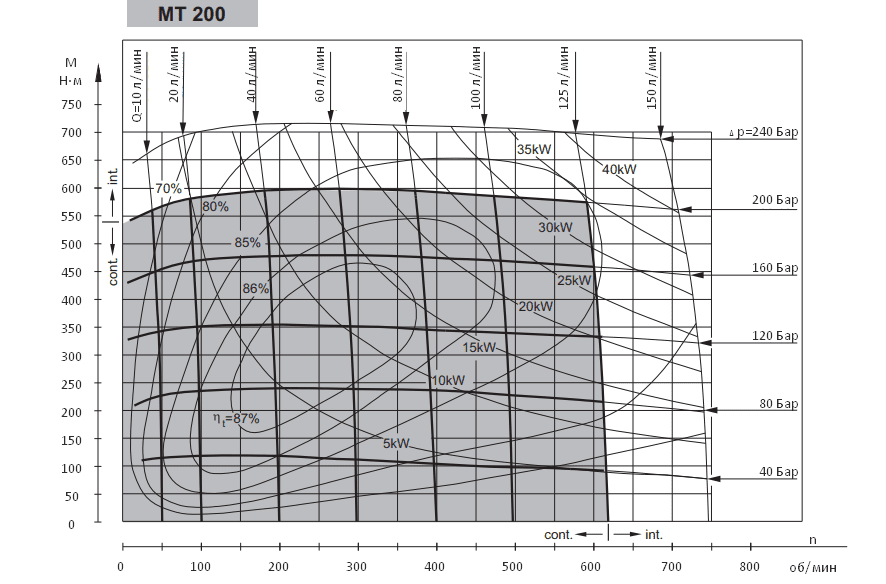 MT 200
M
Н·м
Q=10 л/мин
20 л/мин
40 л/мин
60 л/мин
80 л/мин
100 л/мин
125 л/мин
150 л/мин
750
700
650
600
550
500
450
400
350
300
250
200
150
100
50
0
int.
cont.
Δ p=240 Бар
200 Бар
160 Бар
120 Бар
80 Бар
40 Бар
35kW
40kW
30kW
25kW
20kW
15kW
10kW
5kW
70%
80%
85%
86%
ηt=87%
cont.
int.
n
0 100 200 300 400 500 600 700 800 об/мин